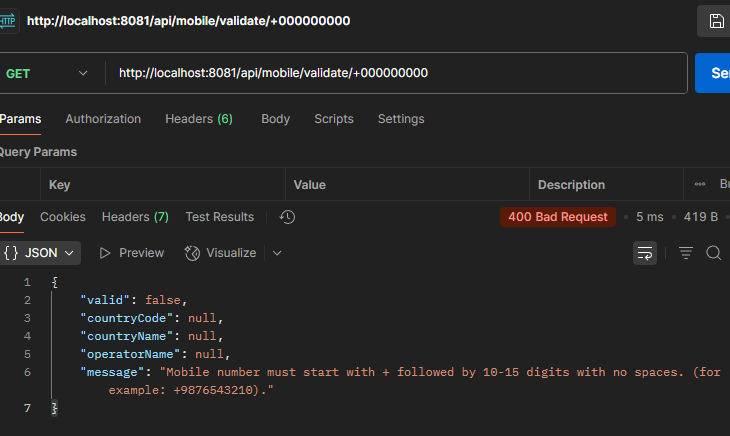 HTTP http://localhost:8081/api/mobile/validate/+000000000
GET http://localhost:8081/api/mobile/validate/+000000000
Params Authorization Headers (6) Body Scripts Settings
Query Params
Key Value Description
Body Cookies Headers (7) Test Results 400 Bad Request • 5 ms • 419 B
{} JSON Preview Visualize
1 {
2 "valid": false,
3 "countryCode": null,
4 "countryName": null,
5 "operatorName": null,
6 "message": "Mobile number must start with + followed by 10-15 digits with no spaces. (for
example: +9876543210)."
7 }